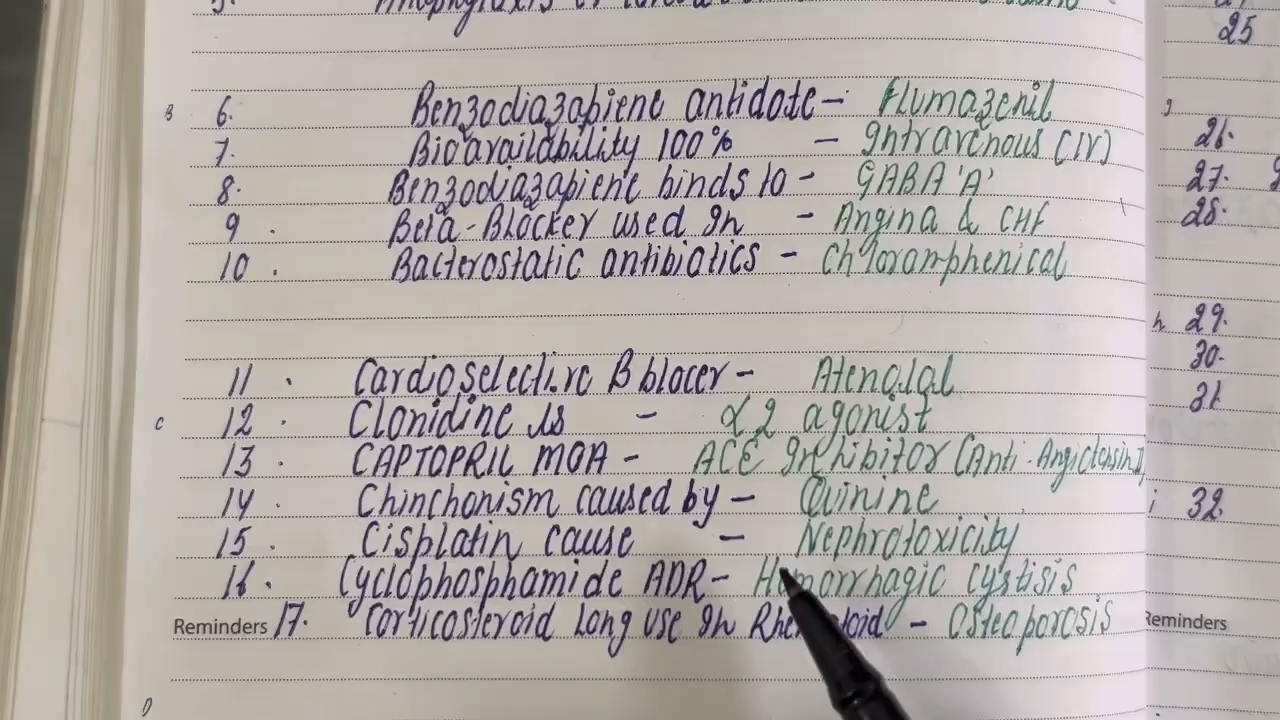 5.
B 6. Benzodiazapiene antidote - Flumazenil
7. Bioavailability 100% - Intravenous (IV)
8. Benzodiazapiene binds to - GABA 'A'
9. Beta-Blocker used In - Angina & CHF
10. Bacterostatic antibiotics - Chloromphenical
11. Cardioselective B blocer - Atenolal
C 12. Clonidine is - α2 agonist
13. CAPTOPRIL MOA - ACE Inhibitor (Anti-Angiotensin
14. Chinchonism caused by - Quinine
15. Cisplatin cause - Nephrotoxicity
16. Cyclophosphamide ADR - Hemorrhagic cystisis
Reminders 17. Corticosteroid Long use In - Osteoporosis
D
25
26.
27.
28.
h 29.
30.
31.
i 32.
Reminders